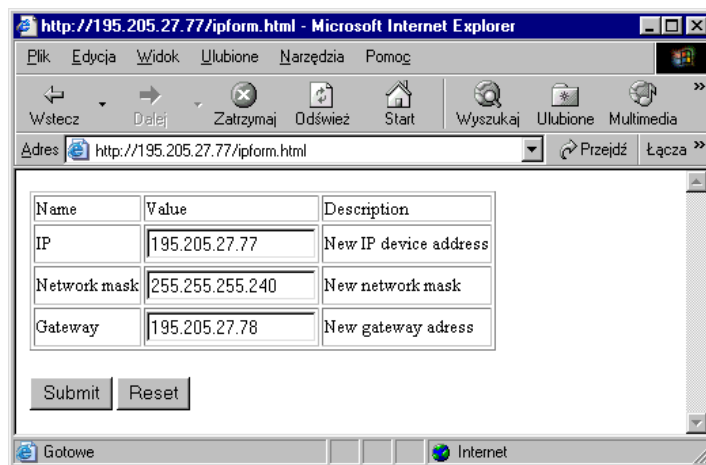 http://195.205.27.77/ipform.html - Microsoft Internet Explorer
Plik Edycja Widok Ulubione Narzędzia Pomoc
Wstecz Dalej Zatrzymaj Odśwież Start Wyszukaj Ulubione Multimedia »
Adres http://195.205.27.77/ipform.html Przejdź Łącza »
Name Value Description
IP 195.205.27.77 New IP device address
Network mask 255.255.255.240 New network mask
Gateway 195.205.27.78 New gateway adress
Submit Reset
Gotowe Internet